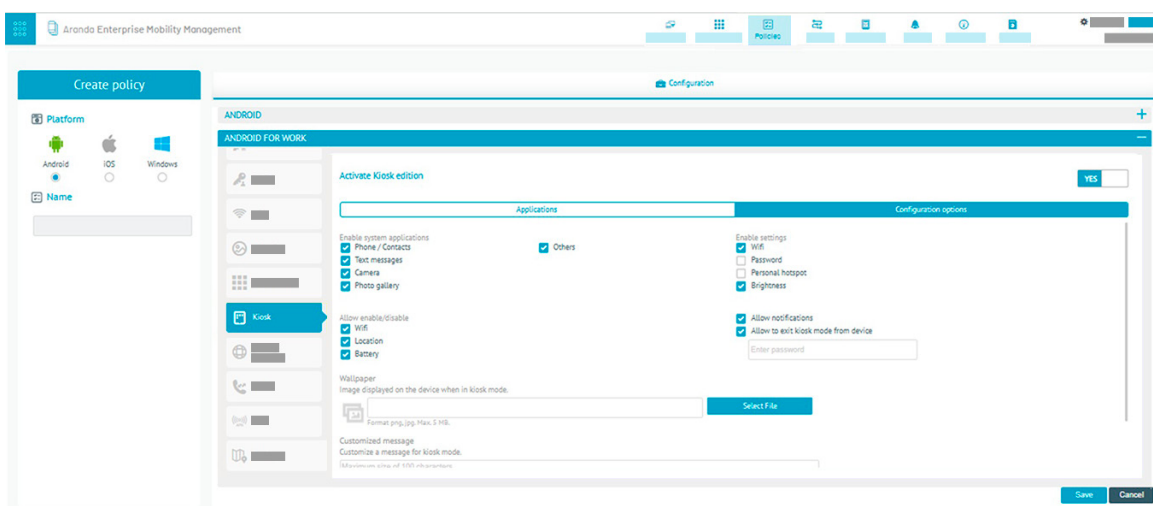 Aranda Enterprise Mobility Management
Policies
Create policy
Configuration
Platform
Android iOS Windows
Name
ANDROID
ANDROID FOR WORK
Activate Kiosk edition
YES
Applications
Configuration options
Enable system applications
Phone / Contacts
Others
Text messages
Camera
Photo gallery
Enable settings
Wifi
Password
Personal hotspot
Brightness
Kiosk
Allow enable/disable
Wifi
Location
Battery
Allow notifications
Allow to exit kiosk mode from device
Enter password
Wallpaper
Image displayed on the device when in kiosk mode.
Select File
Format png, jpg. Max. 5 MB.
Customized message
Customize a message for kiosk mode.
Maximum size of 100 characters
Save
Cancel